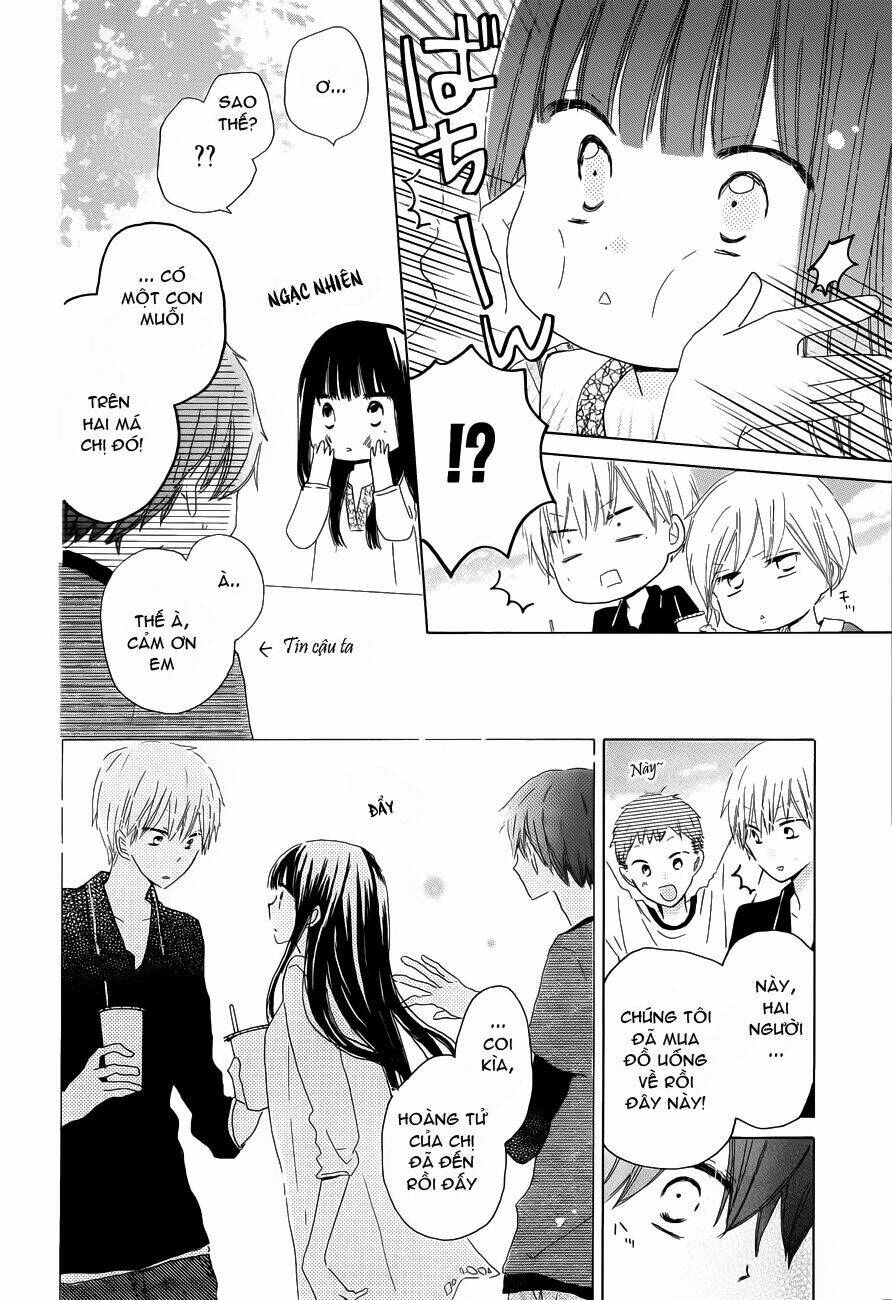 ばちーーん
!?
Ơ...
SAO
THẾ?
??
NGẠC NHIÊN
... CÓ
MỘT CON
MUỖI
TRÊN
HAI MÁ
CHỊ ĐÓ!
À..
THẾ À,
CẢM ƠN
EM
← Tin cậu ta
Này~
NÀY,
HAI
NGƯỜI
...
CHÚNG TÔI
ĐÃ MUA
ĐỒ UỐNG
VỀ RỒI
ĐÂY NÀY!
ĐẨY
...
COI
KÌA,
HOÀNG TỬ
CỦA CHỊ
ĐÃ ĐẾN
RỒI ĐẤY